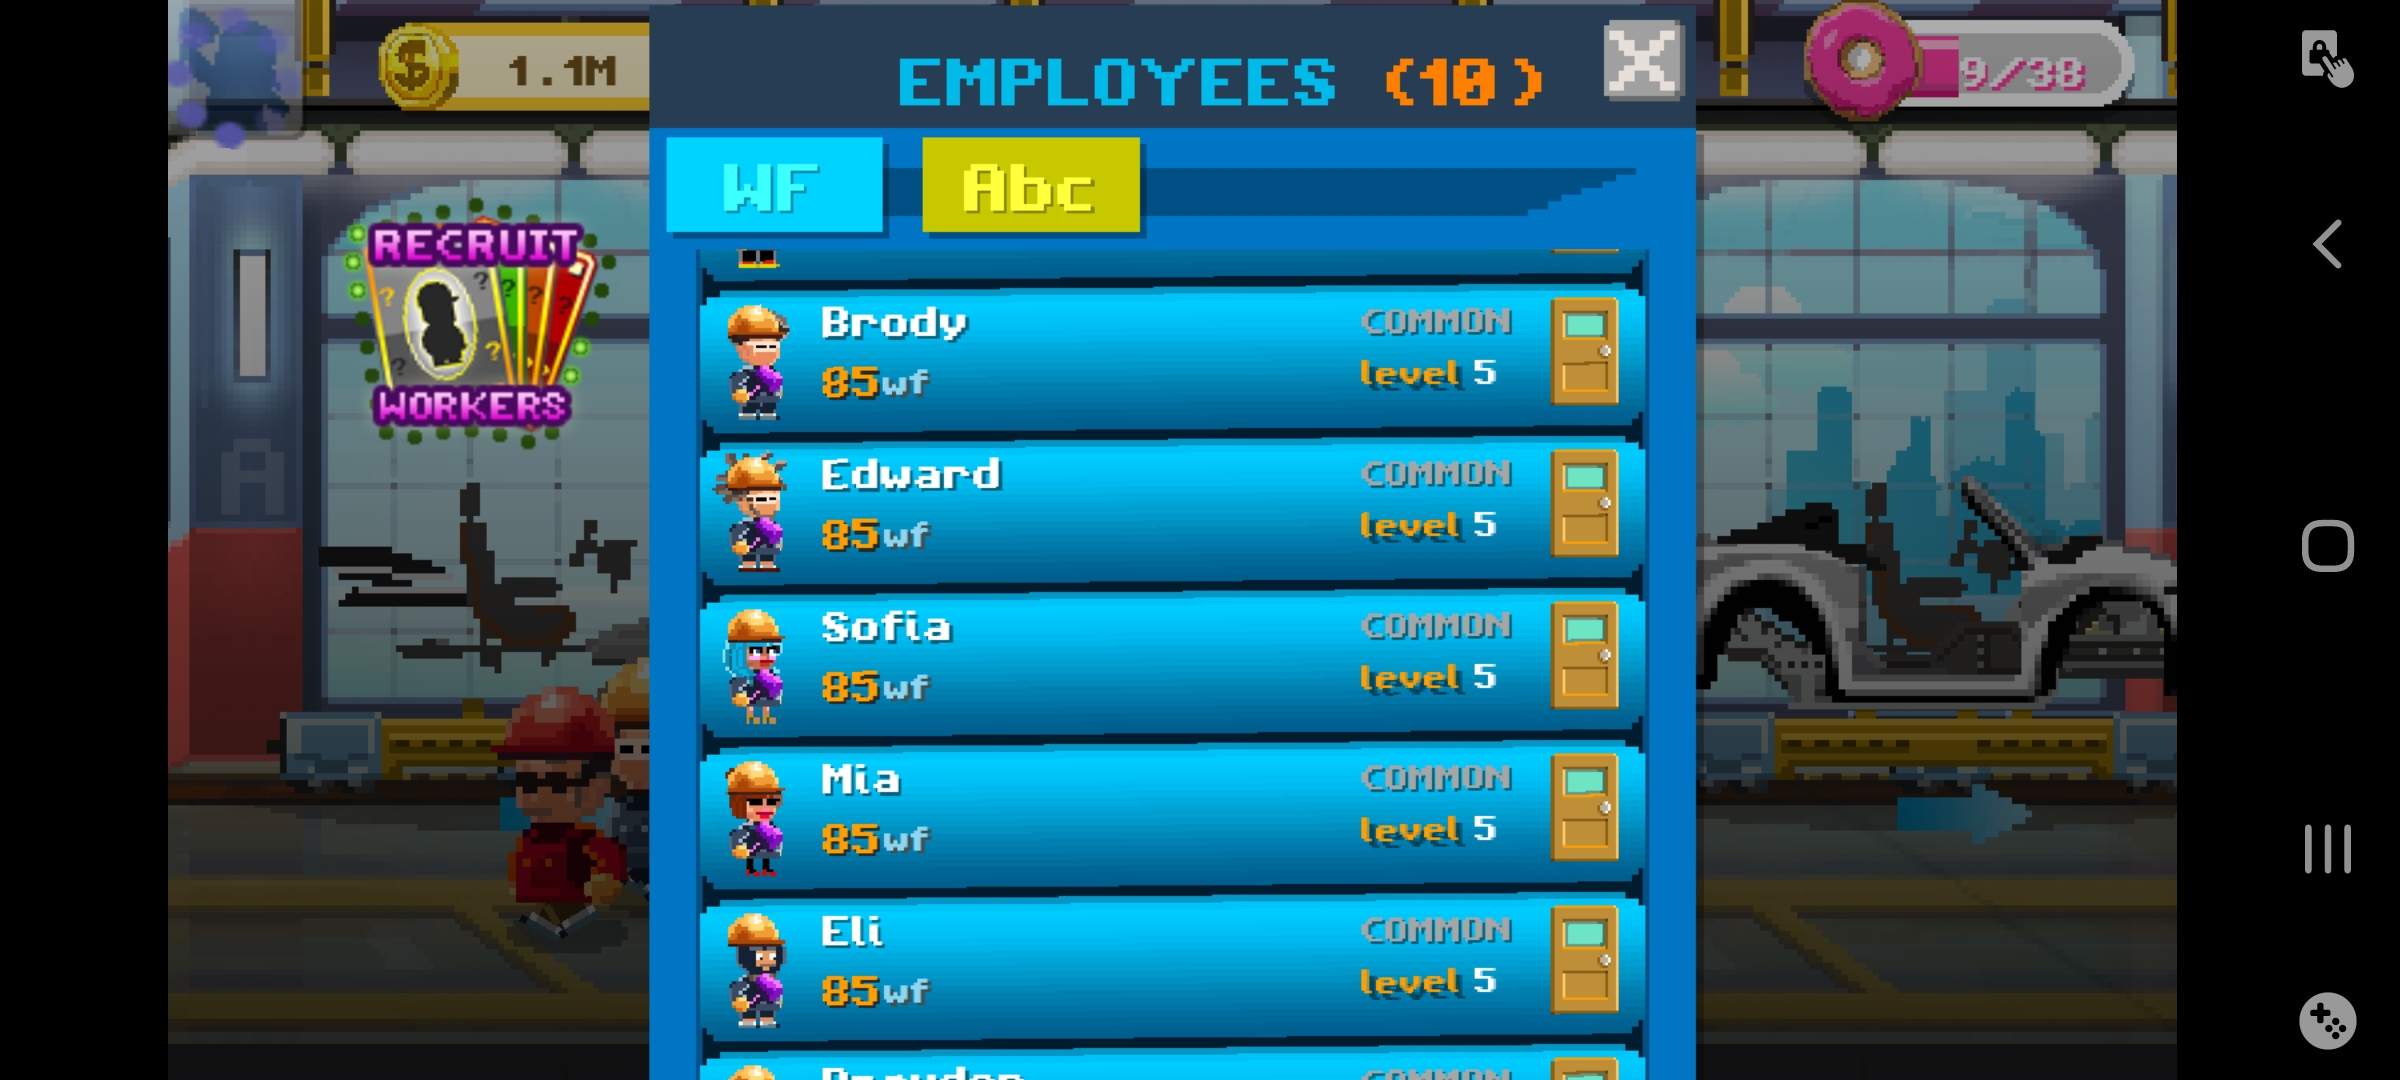 1.1M
EMPLOYEES (10)
9/38
WF
Abc
RECRUIT
WORKERS
A
Brody
COMMON
85wf
level 5
Edward
COMMON
85wf
level 5
Sofia
COMMON
85wf
level 5
Mia
COMMON
85wf
level 5
Eli
COMMON
85wf
level 5
COMMON